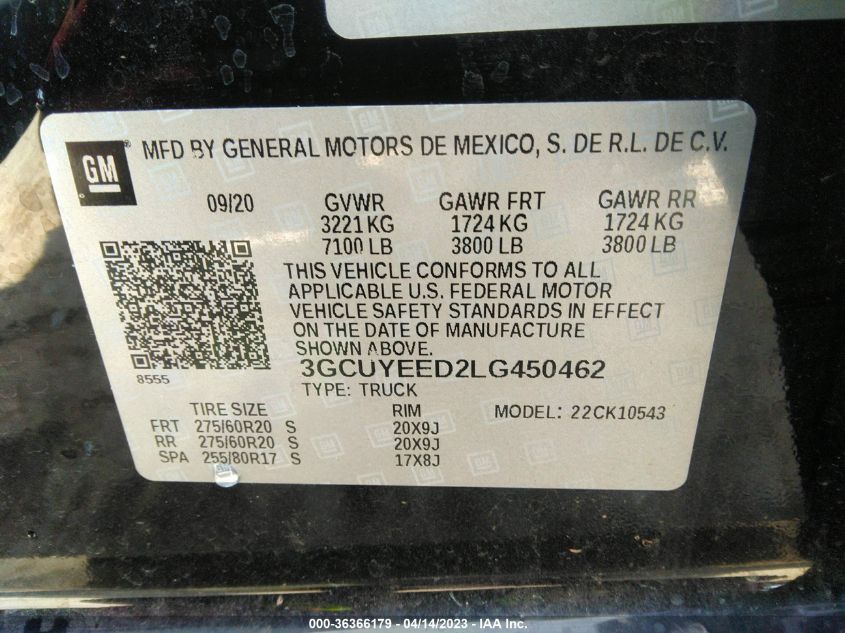 GM ® MFD BY GENERAL MOTORS DE MEXICO, S. DE R.L. DE C.V.
09/20 GVWR GAWR FRT GAWR RR
3221 KG 1724 KG 1724 KG
7100 LB 3800 LB 3800 LB
THIS VEHICLE CONFORMS TO ALL
APPLICABLE U.S. FEDERAL MOTOR
VEHICLE SAFETY STANDARDS IN EFFECT
ON THE DATE OF MANUFACTURE
SHOWN ABOVE.
8555
3GCUYEED2LG450462
TYPE: TRUCK
TIRE SIZE RIM MODEL: 22CK10543
FRT 275/60R20 S 20X9J
RR 275/60R20 S 20X9J
SPA 255/80R17 S 17X8J
000-36366179 - 04/14/2023 - IAA Inc.